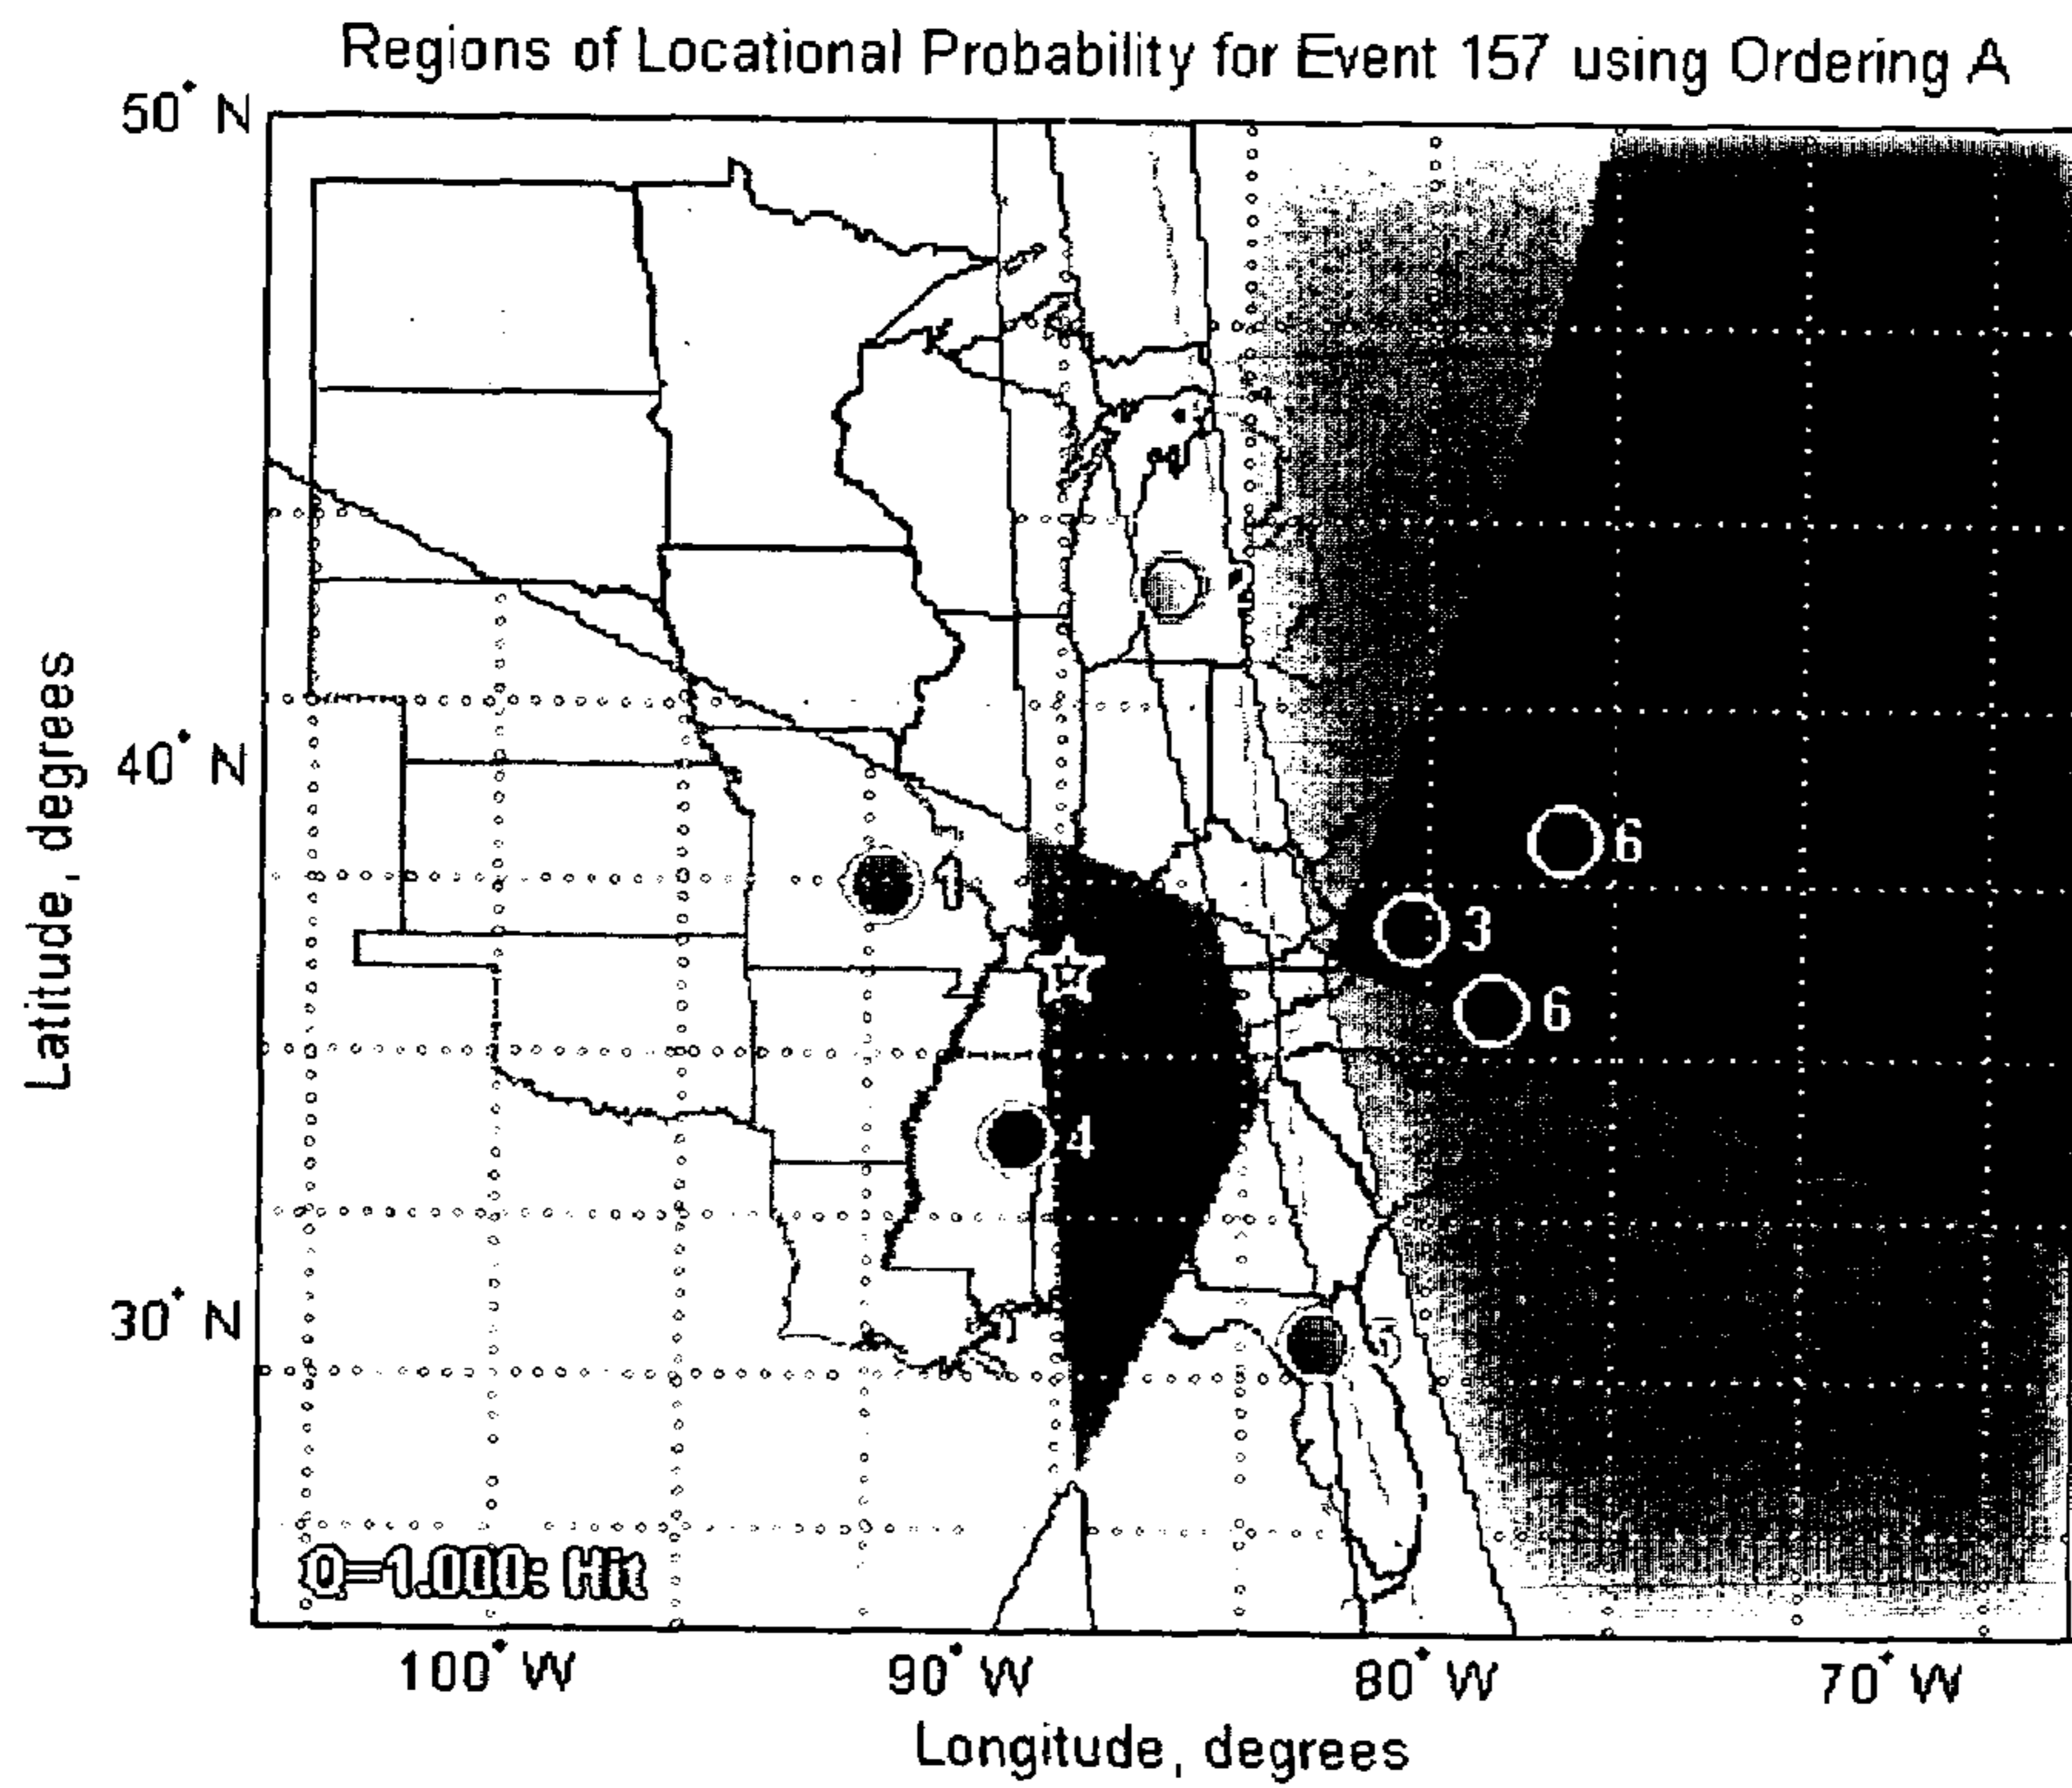 Regions of Locational Probability for Event 157 using Ordering A
50° N
40° N
30° N
Latitude, degrees
6
1
3
6
4
5
Q=1.000: Hit
100° W
90° W
80° W
70° W
Longitude, degrees